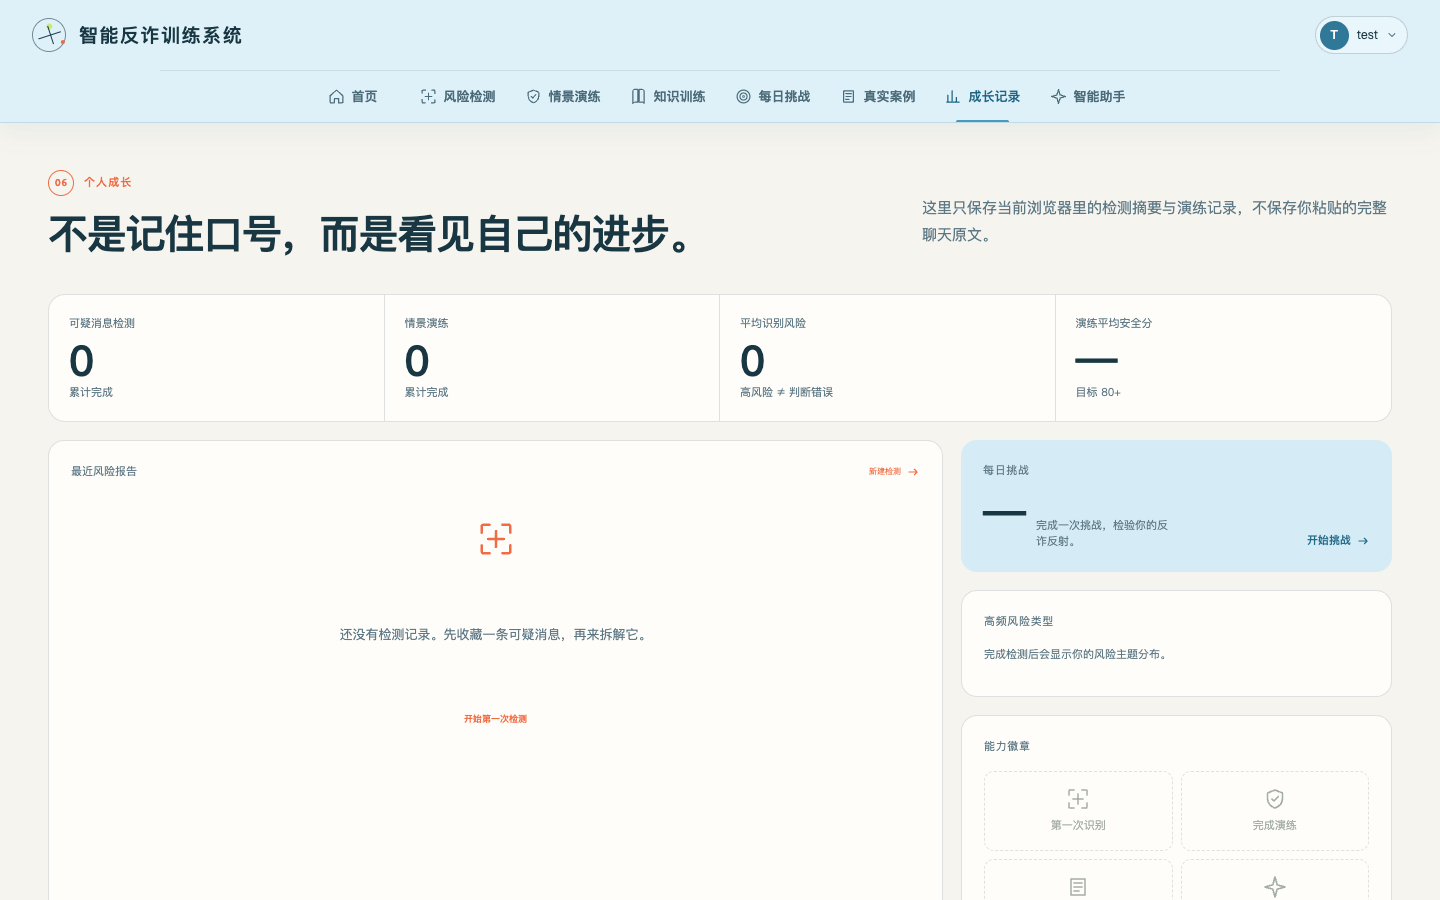 智能反诈训练系统
T test
首页 风险检测 情景演练 知识训练 每日挑战 真实案例 成长记录 智能助手
06 个人成长
不是记住口号，而是看见自己的进步。
这里只保存当前浏览器里的检测摘要与演练记录，不保存你粘贴的完整
聊天原文。
可疑消息检测
0
累计完成
情景演练
0
累计完成
平均识别风险
0
高风险 ≠ 判断错误
演练平均安全分
—
目标 80+
最近风险报告
新建检测 →
还没有检测记录。先收藏一条可疑消息，再来拆解它。
开始第一次检测
每日挑战
—
完成一次挑战，检验你的反
诈反射。
开始挑战 →
高频风险类型
完成检测后会显示你的风险主题分布。
能力徽章
第一次识别
完成演练